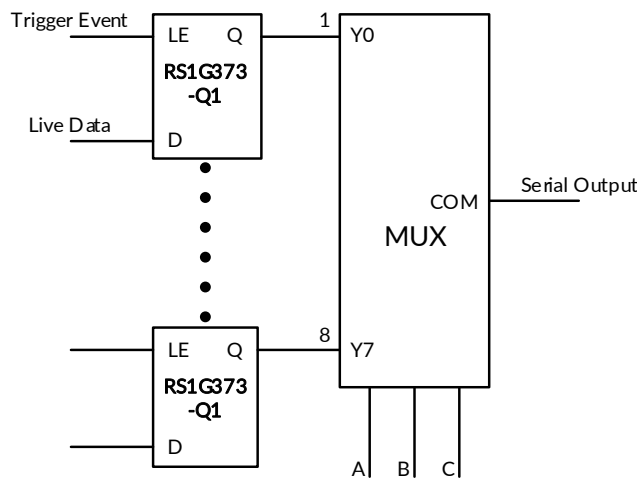 Trigger Event
LE Q
RS1G373
-Q1
Live Data
D
1
Y0
COM
MUX
Serial Output
LE Q
RS1G373
-Q1
D
8
Y7
A B C